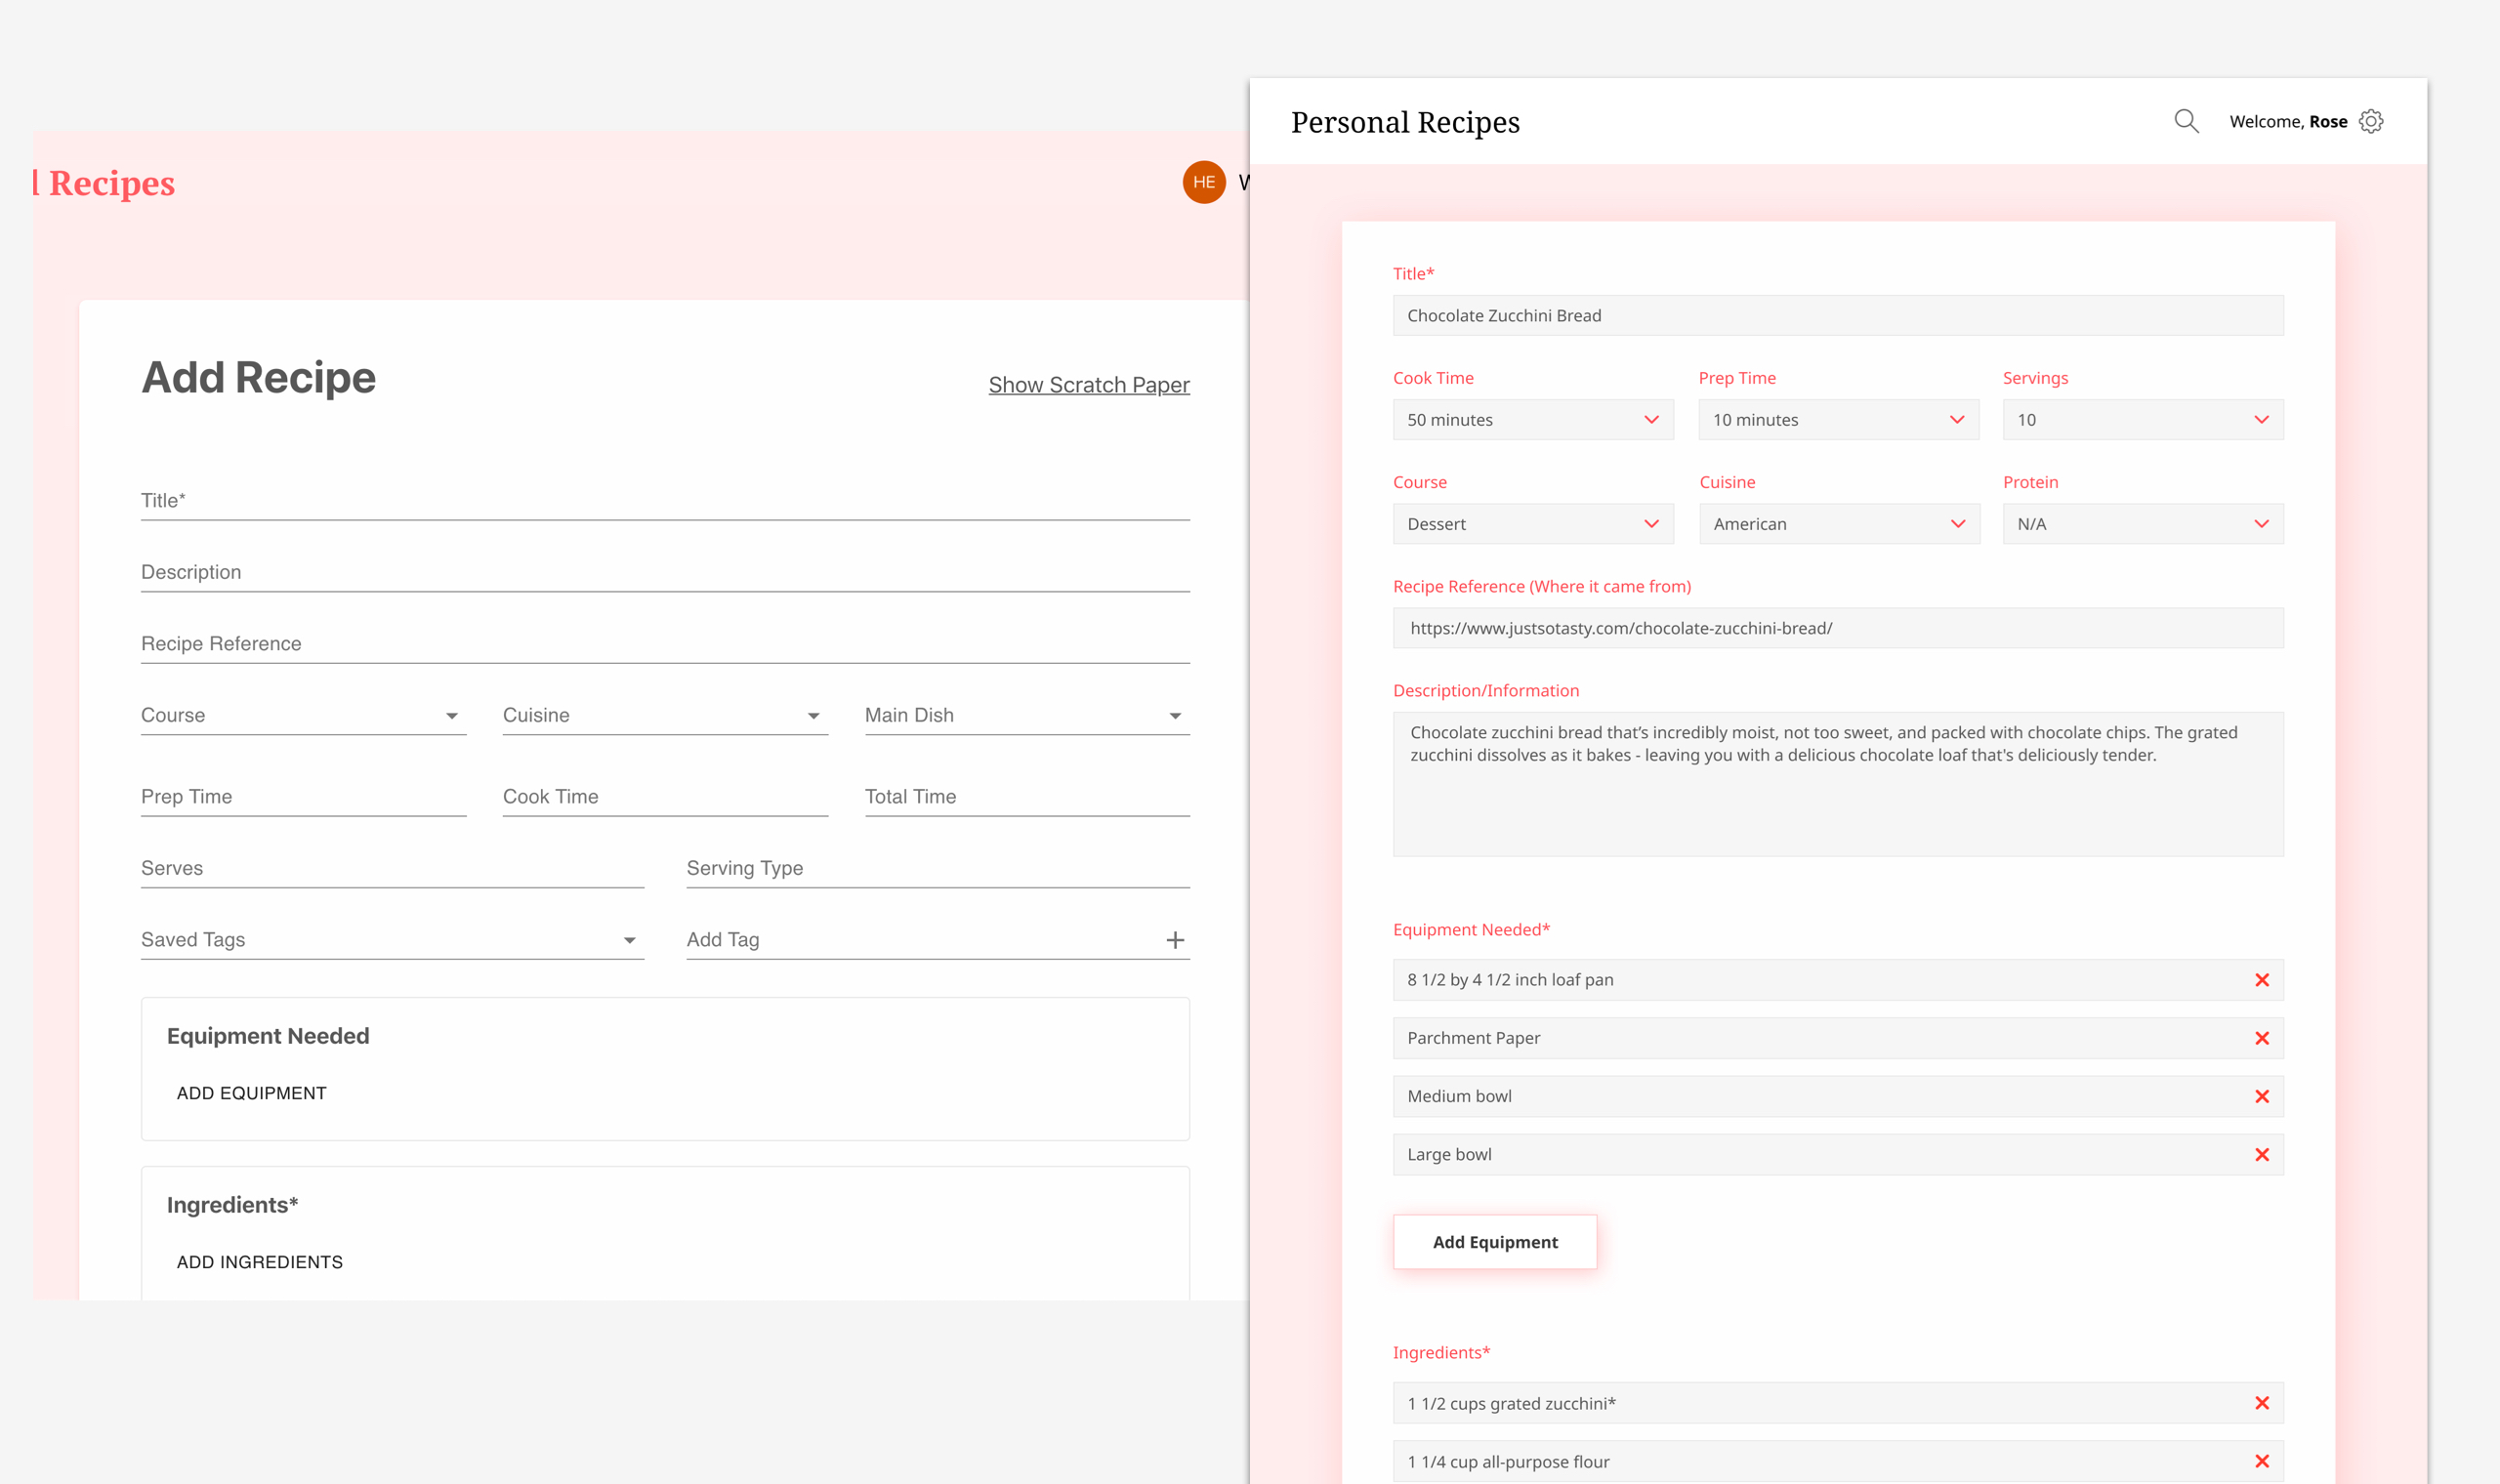 l Recipes
HE
Add Recipe
Show Scratch Paper
Title*
Description
Recipe Reference
Course
Cuisine
Main Dish
Prep Time
Cook Time
Total Time
Serves
Serving Type
Saved Tags
Add Tag
Equipment Needed
ADD EQUIPMENT
Ingredients*
ADD INGREDIENTS
Personal Recipes
Welcome, Rose
Title*
Chocolate Zucchini Bread
Cook Time
Prep Time
Servings
50 minutes
10 minutes
10
Course
Cuisine
Protein
Dessert
American
N/A
Recipe Reference (Where it came from)
https://www.justsotasty.com/chocolate-zucchini-bread/
Description/Information
Chocolate zucchini bread that’s incredibly moist, not too sweet, and packed with chocolate chips. The grated
zucchini dissolves as it bakes - leaving you with a delicious chocolate loaf that's deliciously tender.
Equipment Needed*
8 1/2 by 4 1/2 inch loaf pan
Parchment Paper
Medium bowl
Large bowl
Add Equipment
Ingredients*
1 1/2 cups grated zucchini*
1 1/4 cup all-purpose flour